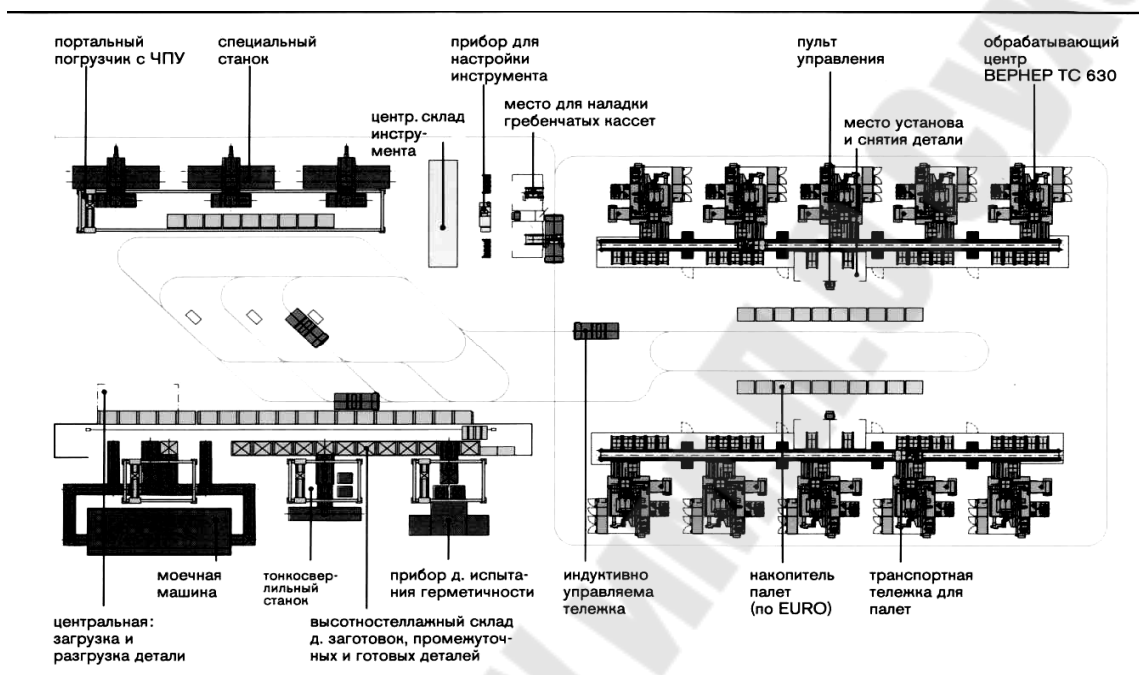 портальный
погрузчик с ЧПУ
специальный
станок
прибор для
настройки
инструмента
пульт
управления
обрабатывающий
центр
ВЕРНЕР ТС 630
центр. склад
инстру-
мента
место для наладки
гребенчатых кассет
место установа
и снятия детали
моечная
машина
тонкосвер-
лильный
станок
прибор д. испыта-
ния герметичности
индуктивно
управляема
тележка
накопитель
палет
(по EURO)
транспортная
тележка для
палет
центральная:
загрузка и
разгрузка детали
высотностеллажный склад
д. заготовок, промежуточ-
ных и готовых деталей